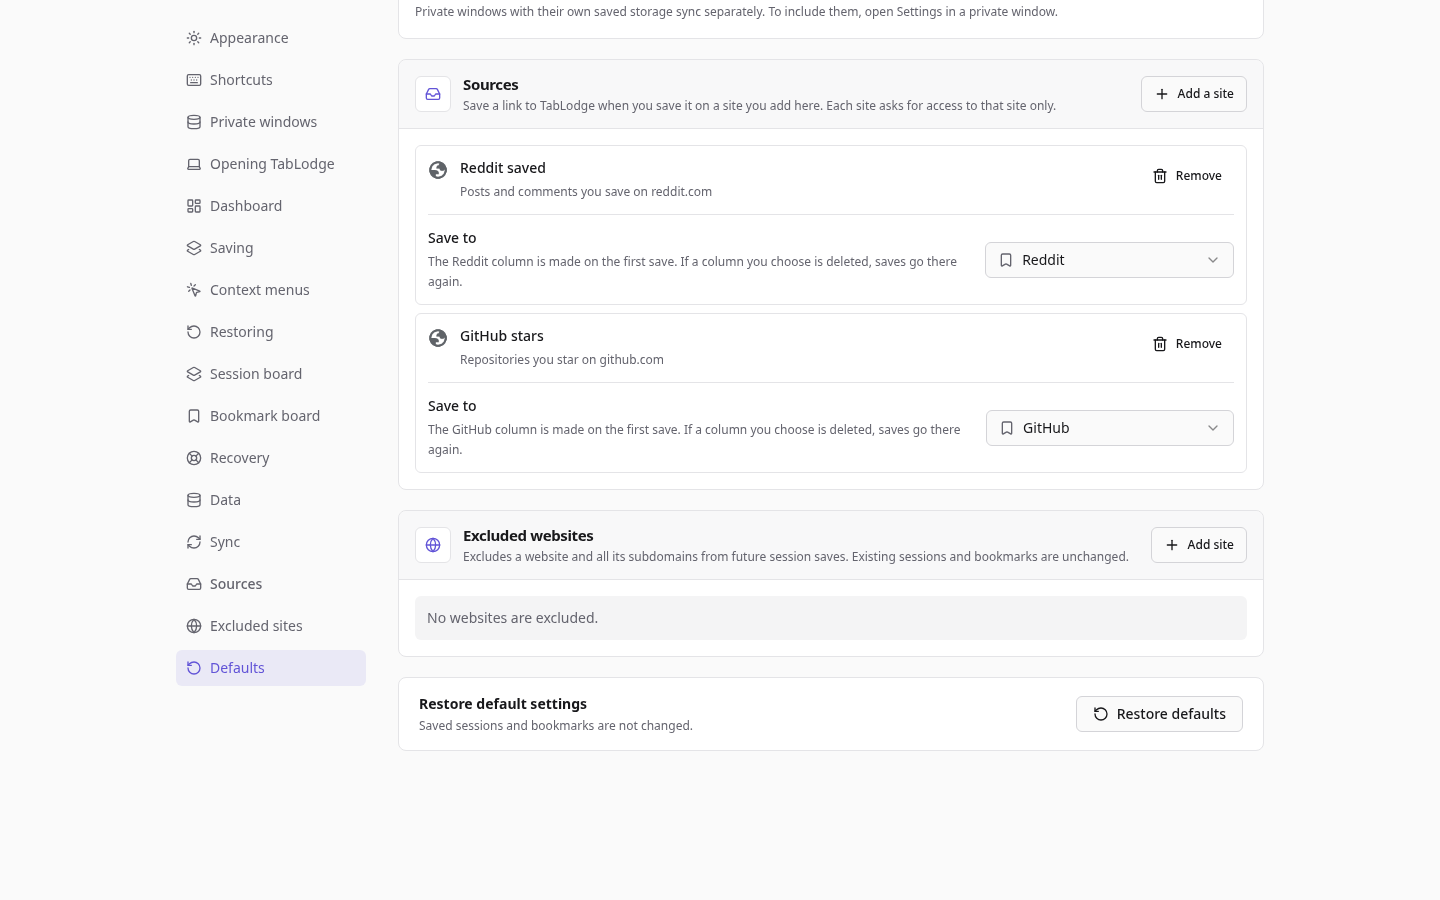 Private windows with their own saved storage sync separately. To include them, open Settings in a private window.
Appearance
Shortcuts
Private windows
Opening TabLodge
Dashboard
Saving
Context menus
Restoring
Session board
Bookmark board
Recovery
Data
Sync
Sources
Excluded sites
Defaults
Sources
Save a link to TabLodge when you save it on a site you add here. Each site asks for access to that site only.
Add a site
Reddit saved
Posts and comments you save on reddit.com
Remove
Save to
The Reddit column is made on the first save. If a column you choose is deleted, saves go there
again.
Reddit
GitHub stars
Repositories you star on github.com
Remove
Save to
The GitHub column is made on the first save. If a column you choose is deleted, saves go there
again.
GitHub
Excluded websites
Excludes a website and all its subdomains from future session saves. Existing sessions and bookmarks are unchanged.
Add site
No websites are excluded.
Restore default settings
Saved sessions and bookmarks are not changed.
Restore defaults